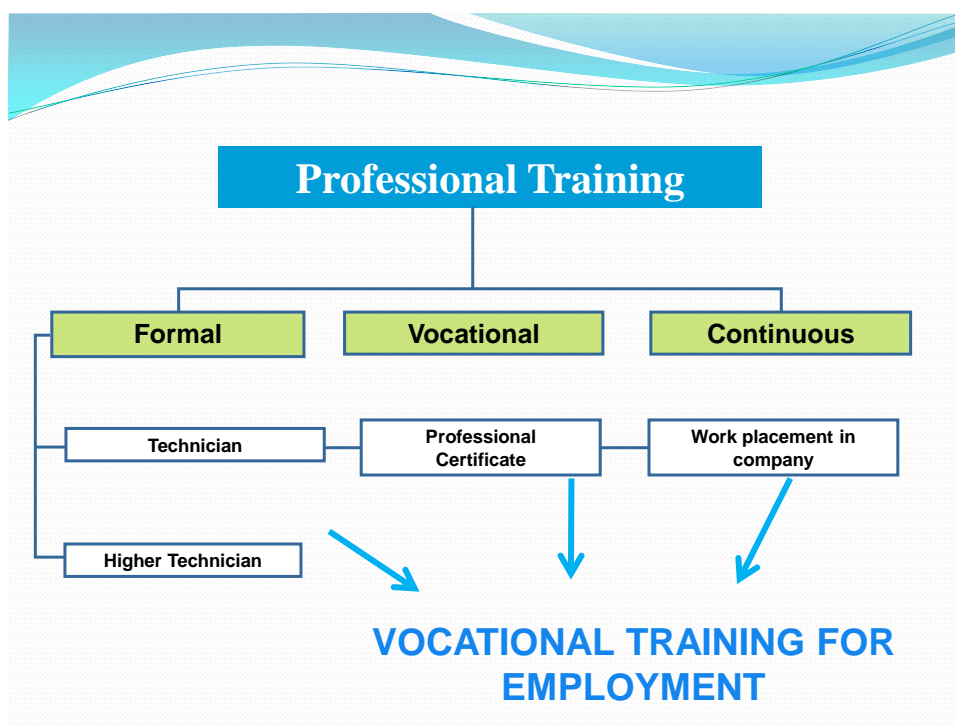 Professional Training
Formal
Vocational
Continuous
Technician
Professional
Certificate
Work placement in
company
Higher Technician
VOCATIONAL TRAINING FOR
EMPLOYMENT